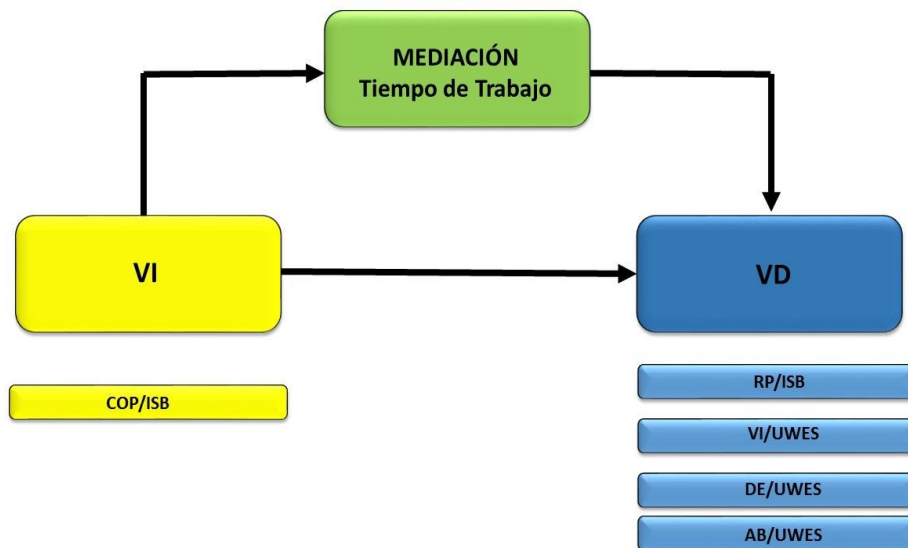 MEDIACIÓN
Tiempo de Trabajo
VI
VD
COP/ISB
RP/ISB
VI/UWES
DE/UWES
AB/UWES